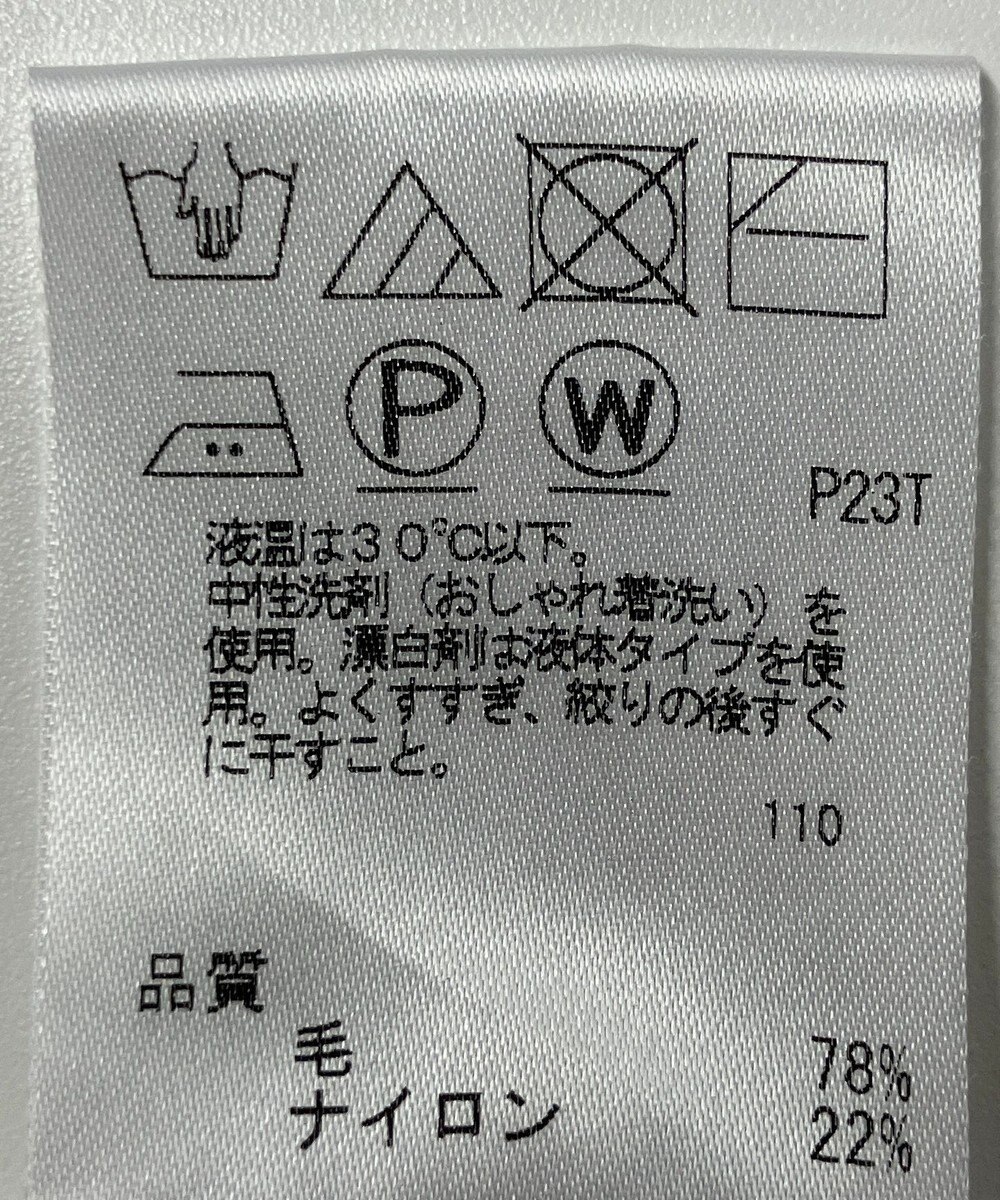 P W
P23T
液温は30℃以下。
中性洗剤（おしゃれ着洗い）を
使用。漂白剤は液体タイプを使
用。よくすすぎ、絞りの後すぐ
に干すこと。
110
品質
毛 78%
ナイロン 22%